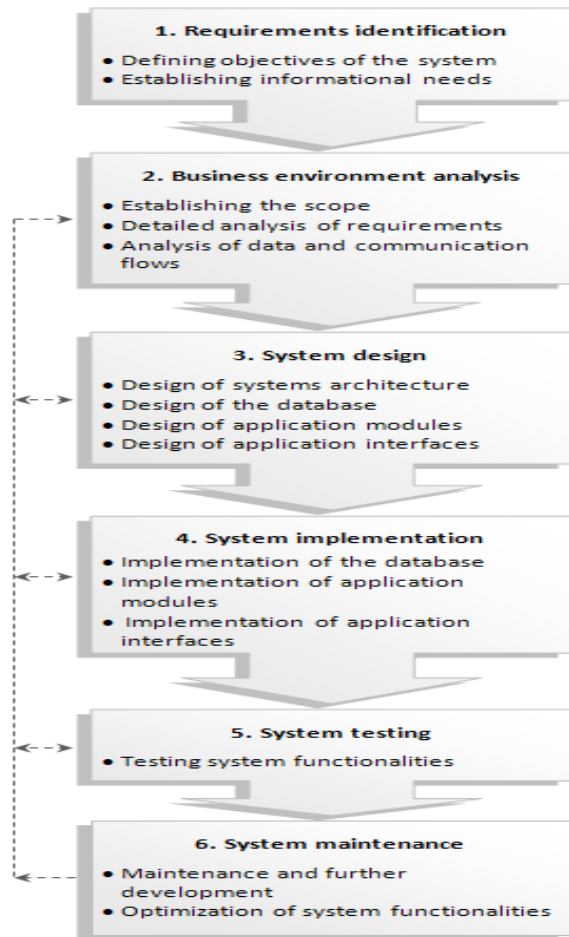 1. Requirements identification
• Defining objectives of the system
• Establishing informational needs
2. Business environment analysis
• Establishing the scope
• Detailed analysis of requirements
• Analysis of data and communication
flows
3. System design
• Design of systems architecture
• Design of the database
• Design of application modules
• Design of application interfaces
4. System implementation
• Implementation of the database
• Implementation of application
modules
• Implementation of application
interfaces
5. System testing
• Testing system functionalities
6. System maintenance
• Maintenance and further
development
• Optimization of system functionalities